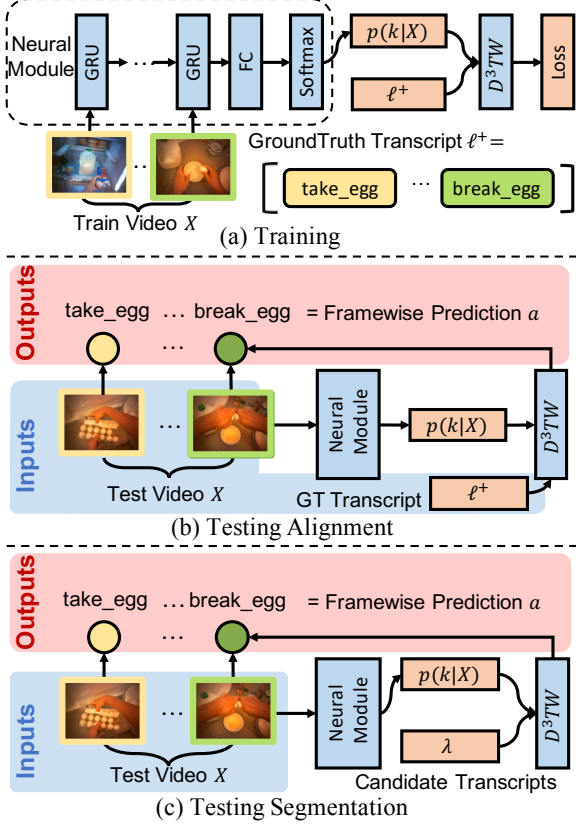 Neural
Module
GRU
...
GRU
FC
Softmax
p(k|X)
ℓ⁺
D³TW
Loss
...
GroundTruth Transcript ℓ⁺=
[ take_egg ... break_egg ]
Train Video X
(a) Training
Outputs
take_egg ... break_egg = Framewise Prediction a
...
Inputs
...
Neural
Module
p(k|X)
D³TW
Test Video X
GT Transcript
ℓ⁺
(b) Testing Alignment
Outputs
take_egg ... break_egg = Framewise Prediction a
...
Inputs
...
Neural
Module
p(k|X)
λ
D³TW
Test Video X
Candidate Transcripts
(c) Testing Segmentation